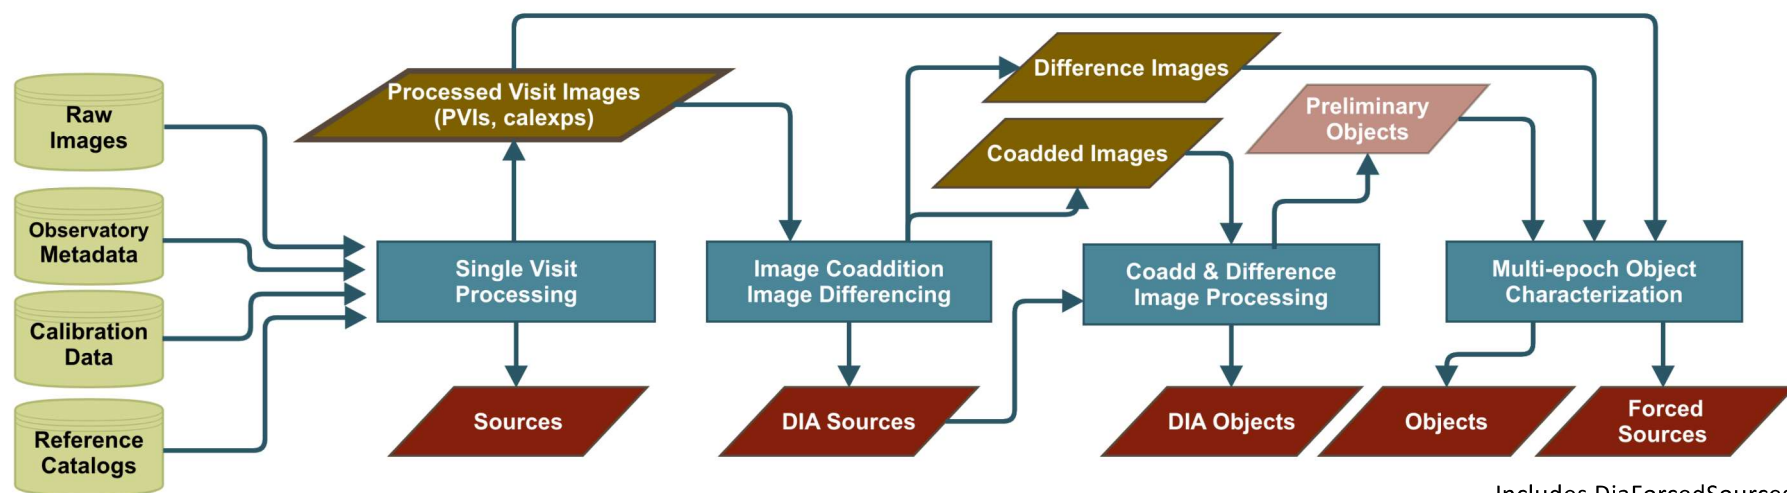 Raw
Images
Observatory
Metadata
Calibration
Data
Reference
Catalogs
Processed Visit Images
(PVIs, calexps)
Single Visit
Processing
Sources
Image Coaddition
Image Differencing
DIA Sources
Difference Images
Coadded Images
Preliminary
Objects
Coadd & Difference
Image Processing
DIA Objects
Multi-epoch Object
Characterization
Objects
Forced
Sources
Includes DiaForcedSources